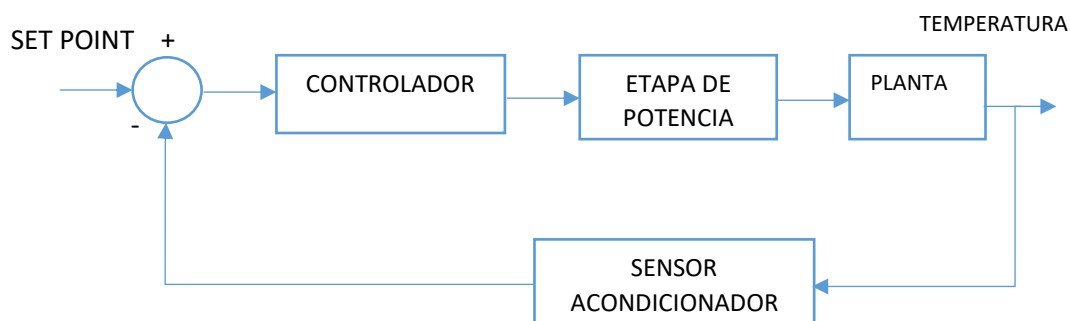 TEMPERATURA
SET POINT +
-
CONTROLADOR
ETAPA DE
POTENCIA
PLANTA
SENSOR
ACONDICIONADOR